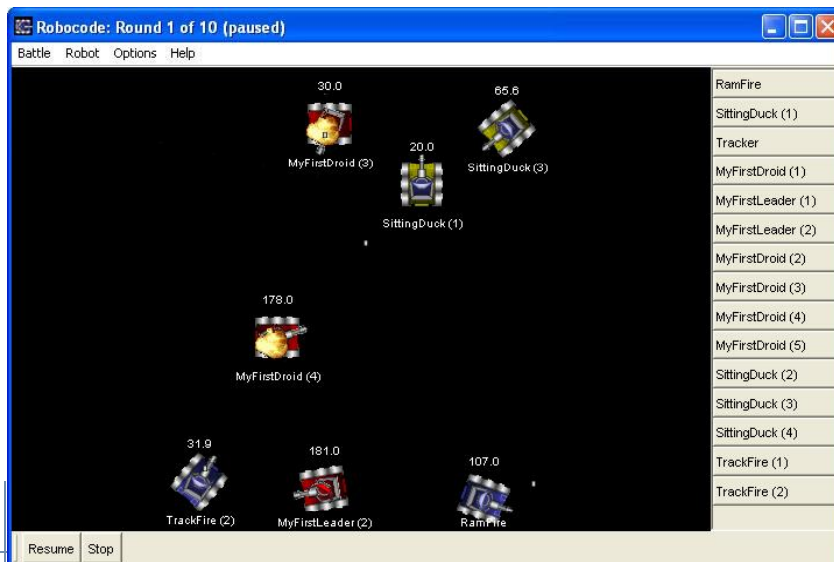 Robocode: Round 1 of 10 (paused)
Battle Robot Options Help
30.0
MyFirstDroid (3)
65.6
SittingDuck (3)
20.0
SittingDuck (1)
178.0
MyFirstDroid (4)
31.9
TrackFire (2)
181.0
MyFirstLeader (2)
107.0
RamFire
RamFire
SittingDuck (1)
Tracker
MyFirstDroid (1)
MyFirstLeader (1)
MyFirstLeader (2)
MyFirstDroid (2)
MyFirstDroid (3)
MyFirstDroid (4)
MyFirstDroid (5)
SittingDuck (2)
SittingDuck (3)
SittingDuck (4)
TrackFire (1)
TrackFire (2)
Resume Stop